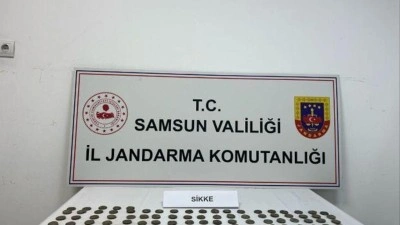 T.C.
SAMSUN VALİLİĞİ
İL JANDARMA KOMUTANLIĞI
SİKKE